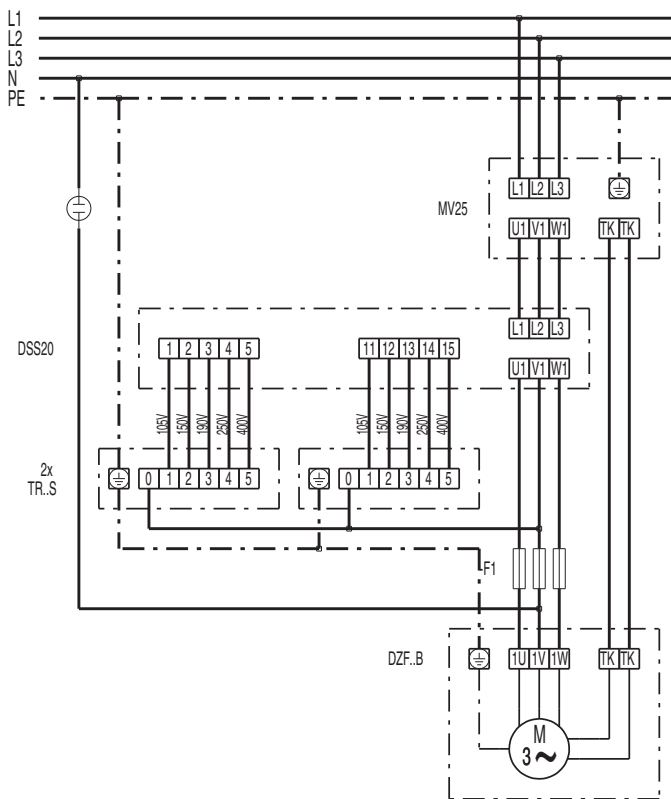 L1
L2
L3
N
PE
L1 L2 L3
MV25
U1 V1 W1 TK TK
L1 L2 L3
DSS20
1 2 3 4 5 11 12 13 14 15
U1 V1 W1
105V 150V 190V 250V 400V 105V 150V 190V 250V 400V
2x
TR..S
0 1 2 3 4 5 0 1 2 3 4 5
F1
DZF..B
1U 1V 1W TK TK
M
3 ~